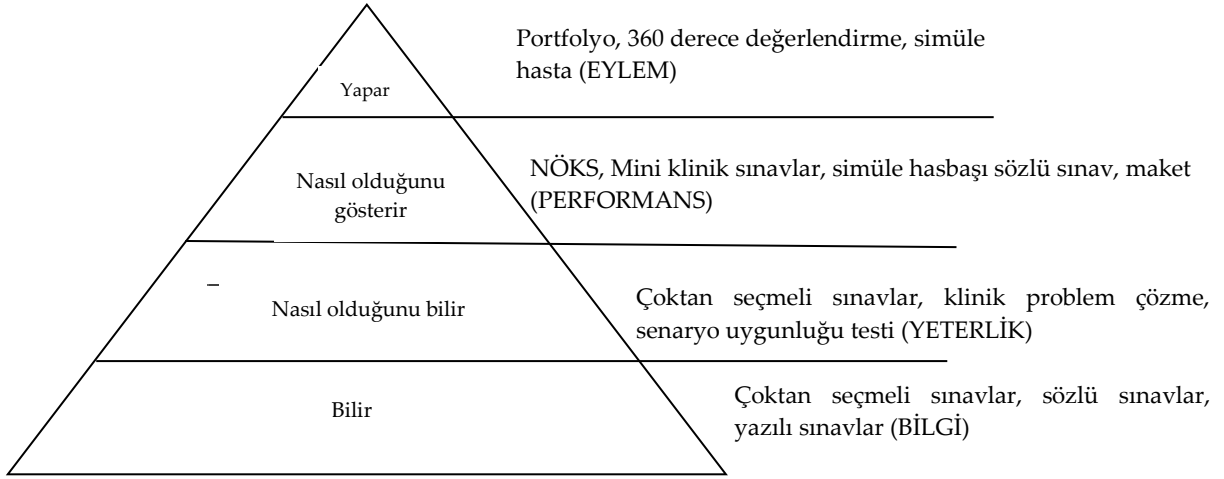 Portfolyo, 360 derece değerlendirme, simüle
hasta (EYLEM)
Yapar
NÖKS, Mini klinik sınavlar, simüle hasbaşı sözlü sınav, maket
(PERFORMANS)
Nasıl olduğunu
gösterir
Çoktan seçmeli sınavlar, klinik problem çözme,
senaryo uygunluğu testi (YETERLİK)
Nasıl olduğunu bilir
Çoktan seçmeli sınavlar, sözlü sınavlar,
yazılı sınavlar (BİLGİ)
Bilir